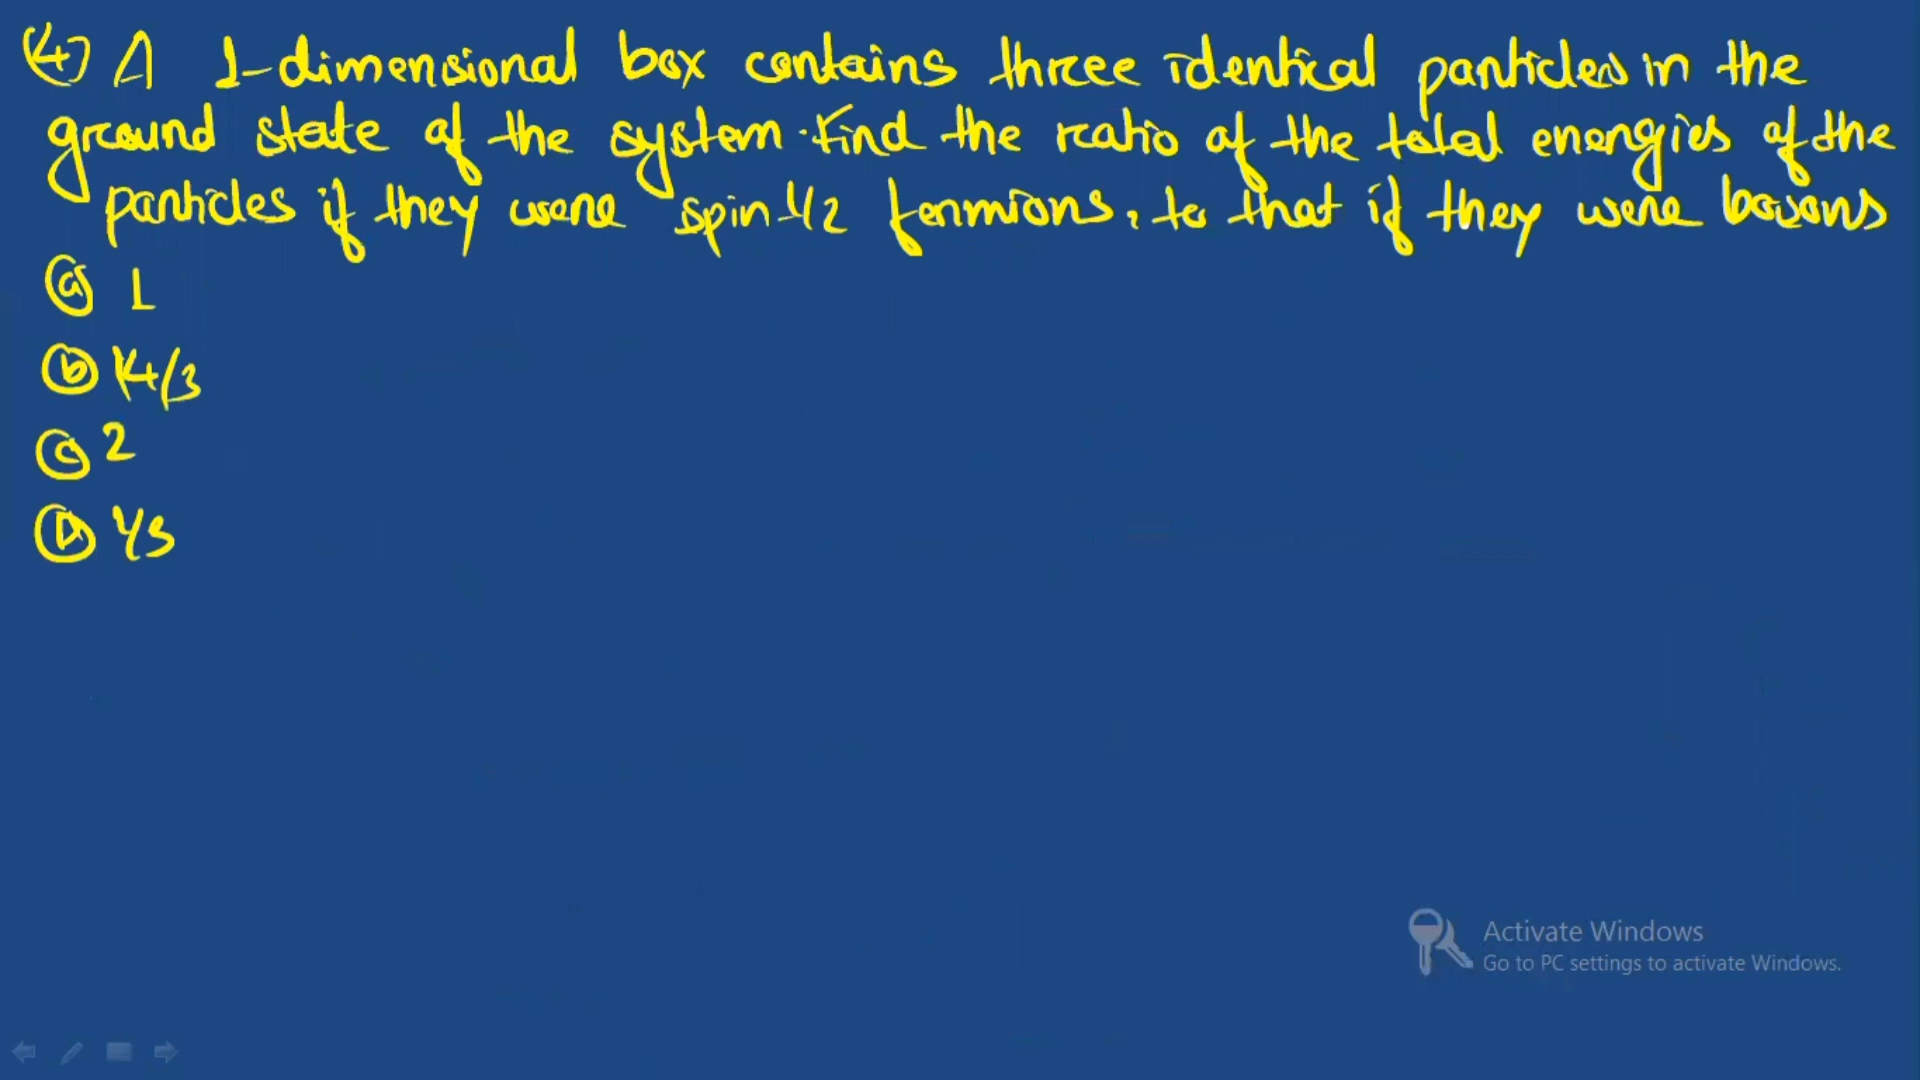 (4) A 1-dimensional box contains three identical particles in the
ground state of the system. Find the ratio of the total energies of the
particles if they were spin 1/2 fermions, to that if they were bosons
(a) 1
(b) 14/3
(c) 2
(D) 1/3
Activate Windows
Go to PC settings to activate Windows.